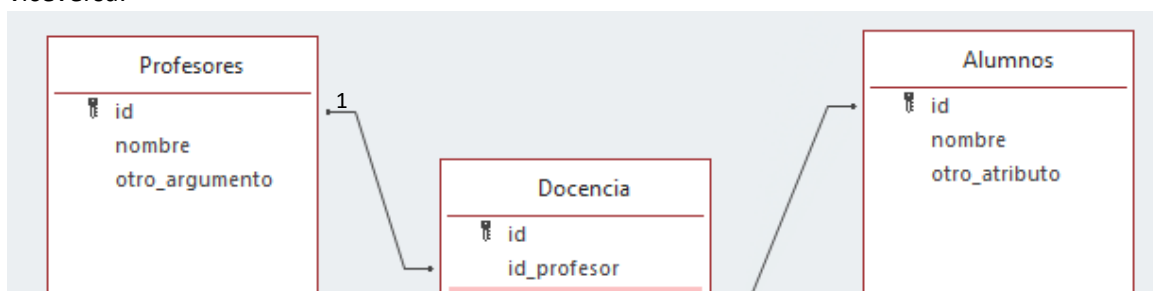 Profesores
id
nombre
otro_argumento
1
Docencia
id
id_profesor
Alumnos
id
nombre
otro_atributo